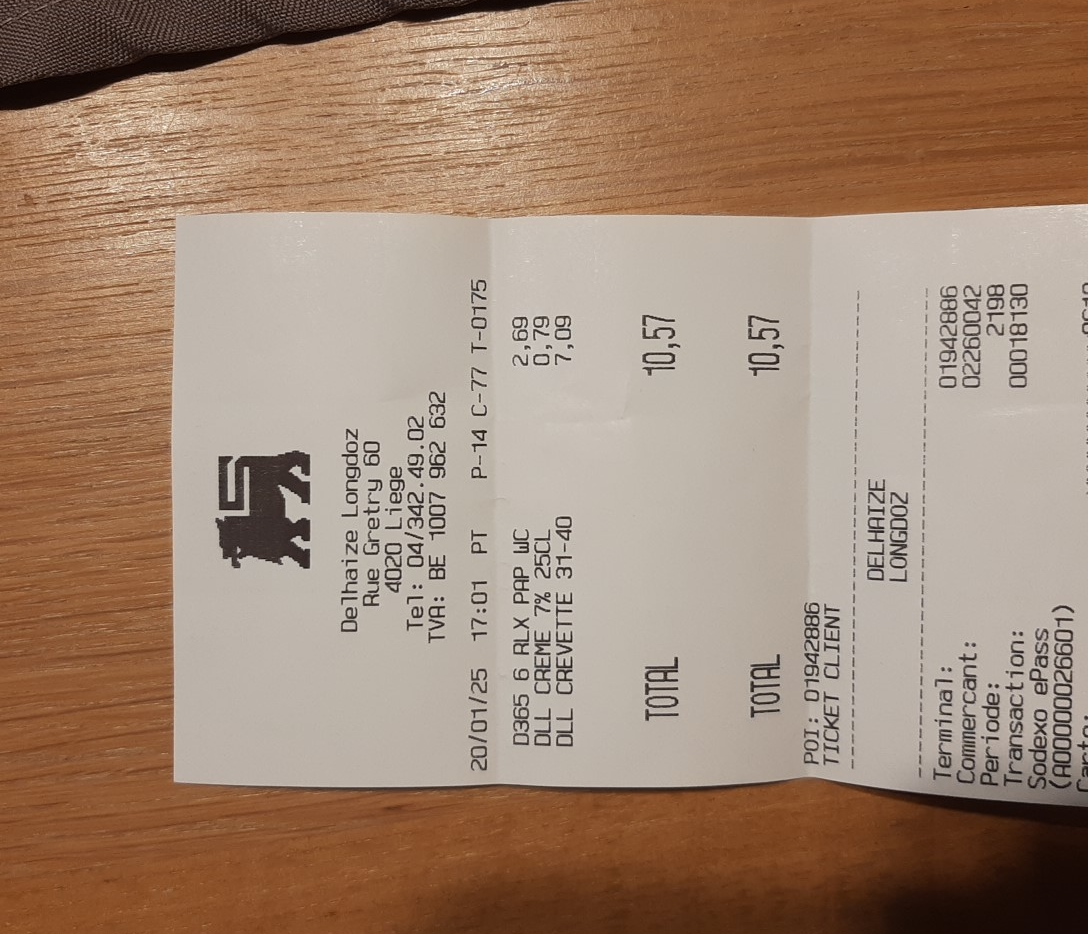 Delhaize Longdoz
Rue Gretry 60
4020 Liege
Tel: 04/342.49.02
TVA: BE 1007 962 632
20/01/25 17:01 PT P-14 C-77 T-0175
D365 6 RLX PAP WC 2,69
DLL CREME 7% 25CL 0,79
DLL CREVETTE 31-40 7,09
TOTAL 10,57
TOTAL 10,57
POI: 01942886
TICKET CLIENT
--------------------------------
DELHAIZE
LONGDOZ
--------------------------------
Terminal: 01942886
Commercant: 02260042
Periode: 2198
Transaction: 00018130
Sodexo ePass
(A0000026601)